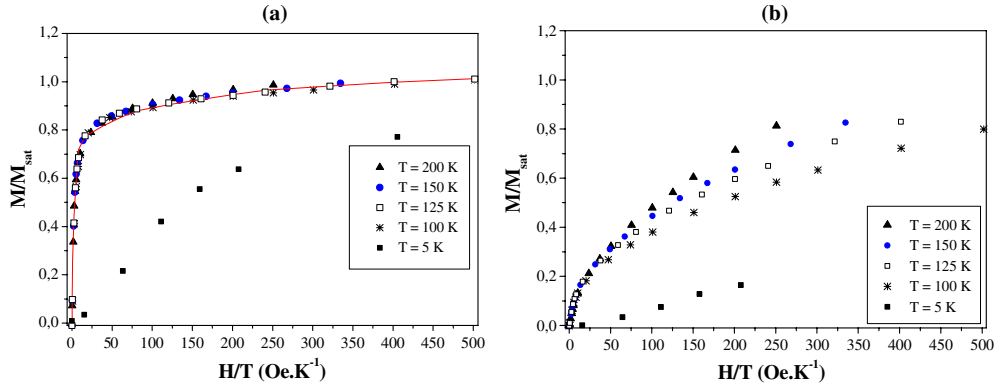 (a)
1,2
1,0
0,8
0,6
0,4
0,2
0,0
M/M_sat
T = 200 K
T = 150 K
T = 125 K
T = 100 K
T = 5 K
0 50 100 150 200 250 300 350 400 450 500
H/T (Oe.K⁻¹)
(b)
1,2
1,0
0,8
0,6
0,4
0,2
0,0
M/M_sat
T = 200 K
T = 150 K
T = 125 K
T = 100 K
T = 5 K
0 50 100 150 200 250 300 350 400 450 500
H/T (Oe.K⁻¹)